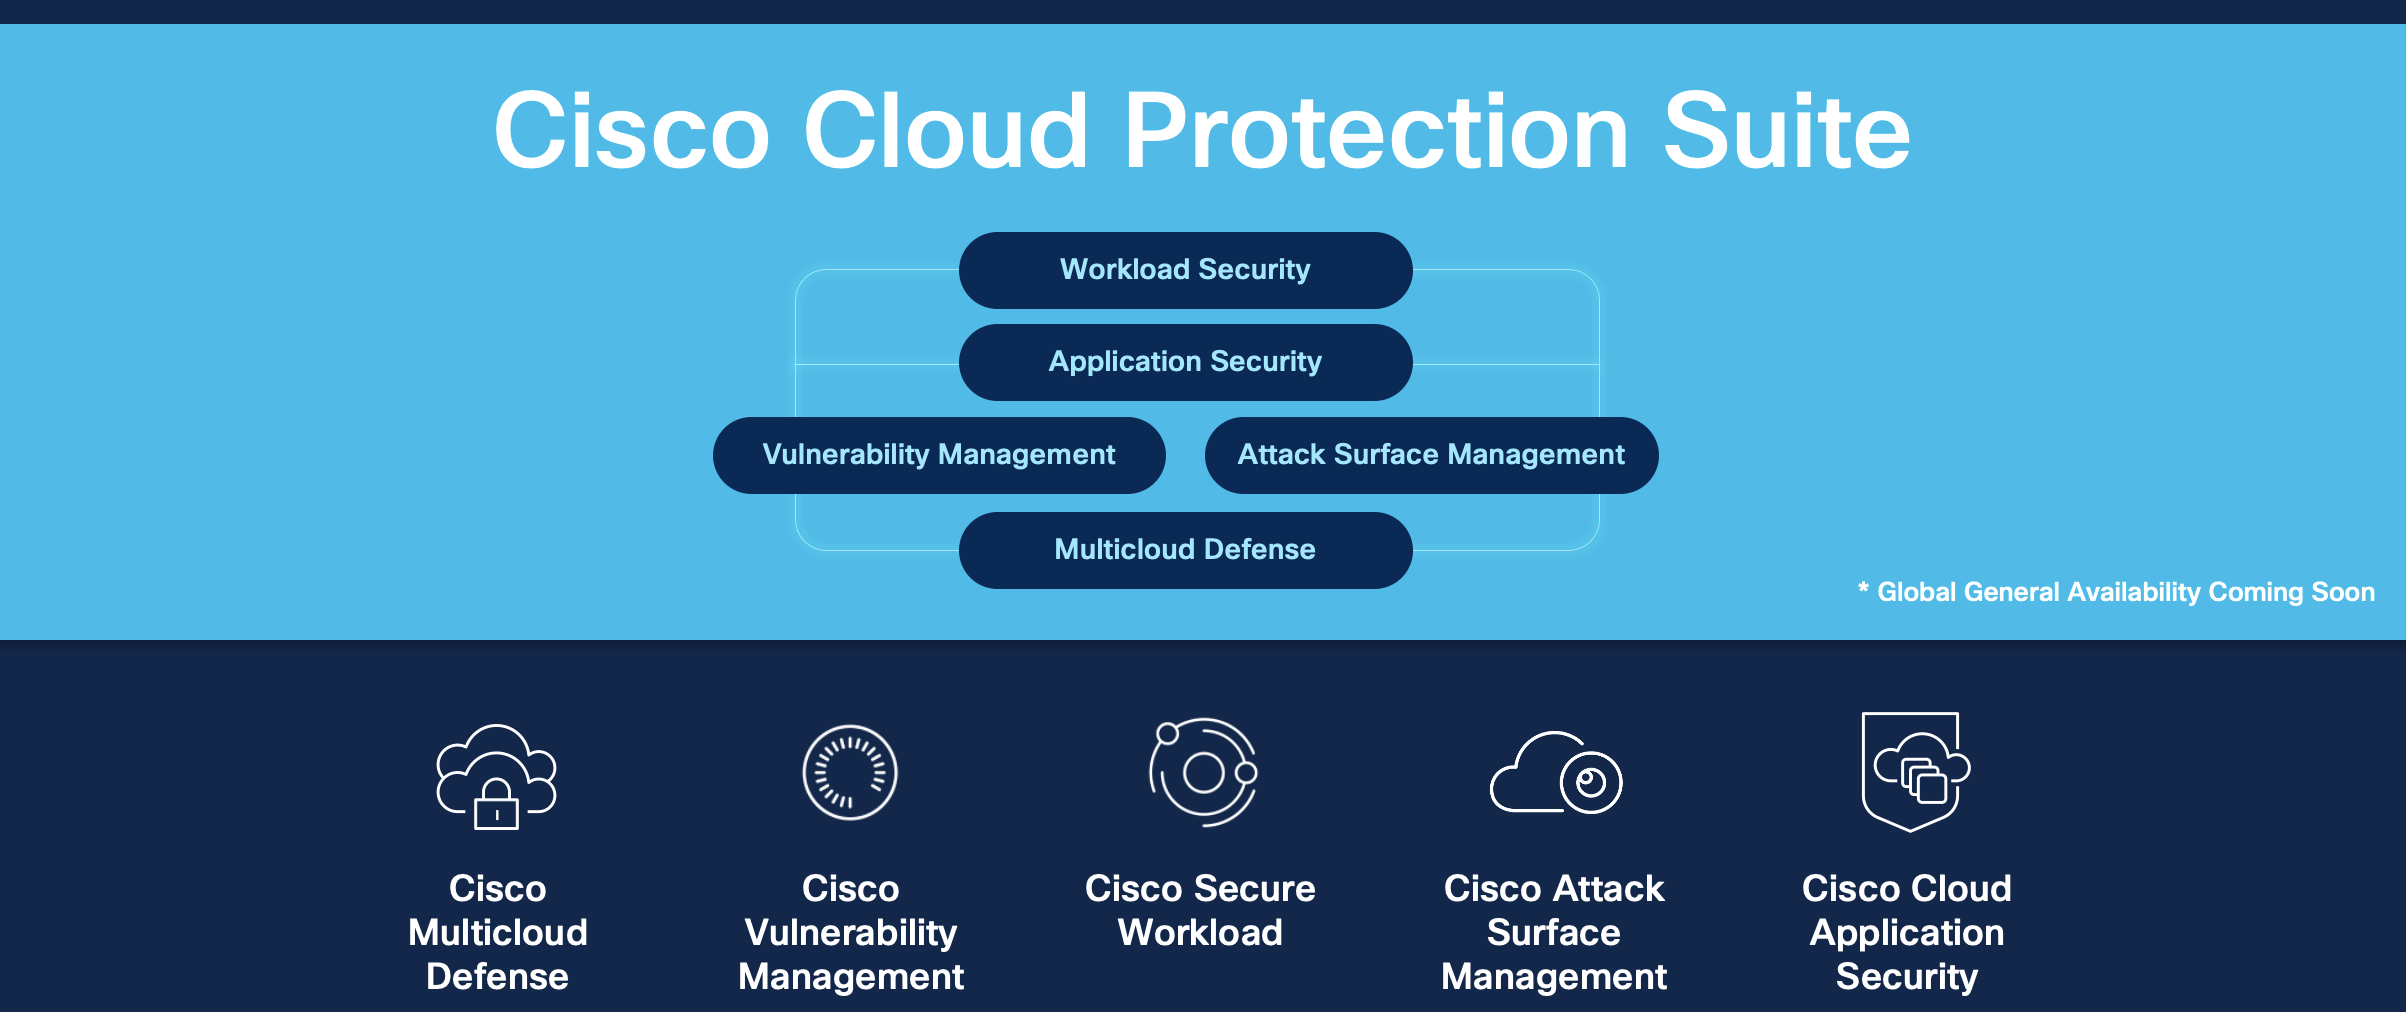 Cisco Cloud Protection Suite
Workload Security
Application Security
Vulnerability Management
Attack Surface Management
Multicloud Defense
* Global General Availability Coming Soon
Cisco
Multicloud
Defense
Cisco
Vulnerability
Management
Cisco Secure
Workload
Cisco Attack
Surface
Management
Cisco Cloud
Application
Security